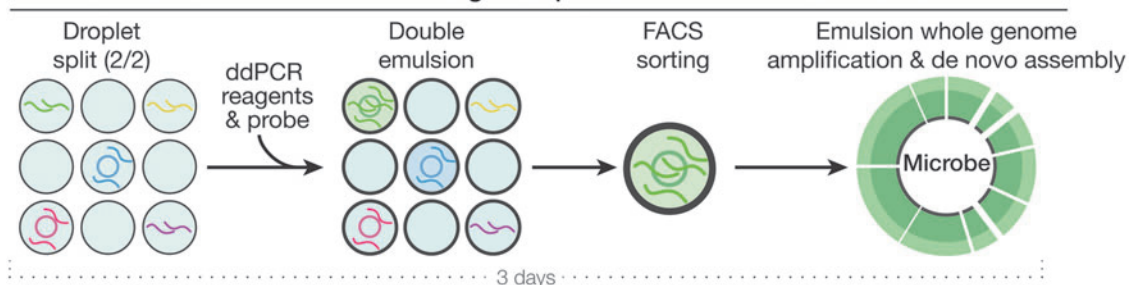 Droplet
split (2/2)
ddPCR
reagents
& probe
Double
emulsion
FACS
sorting
Emulsion whole genome
amplification & de novo assembly
Microbe
3 days